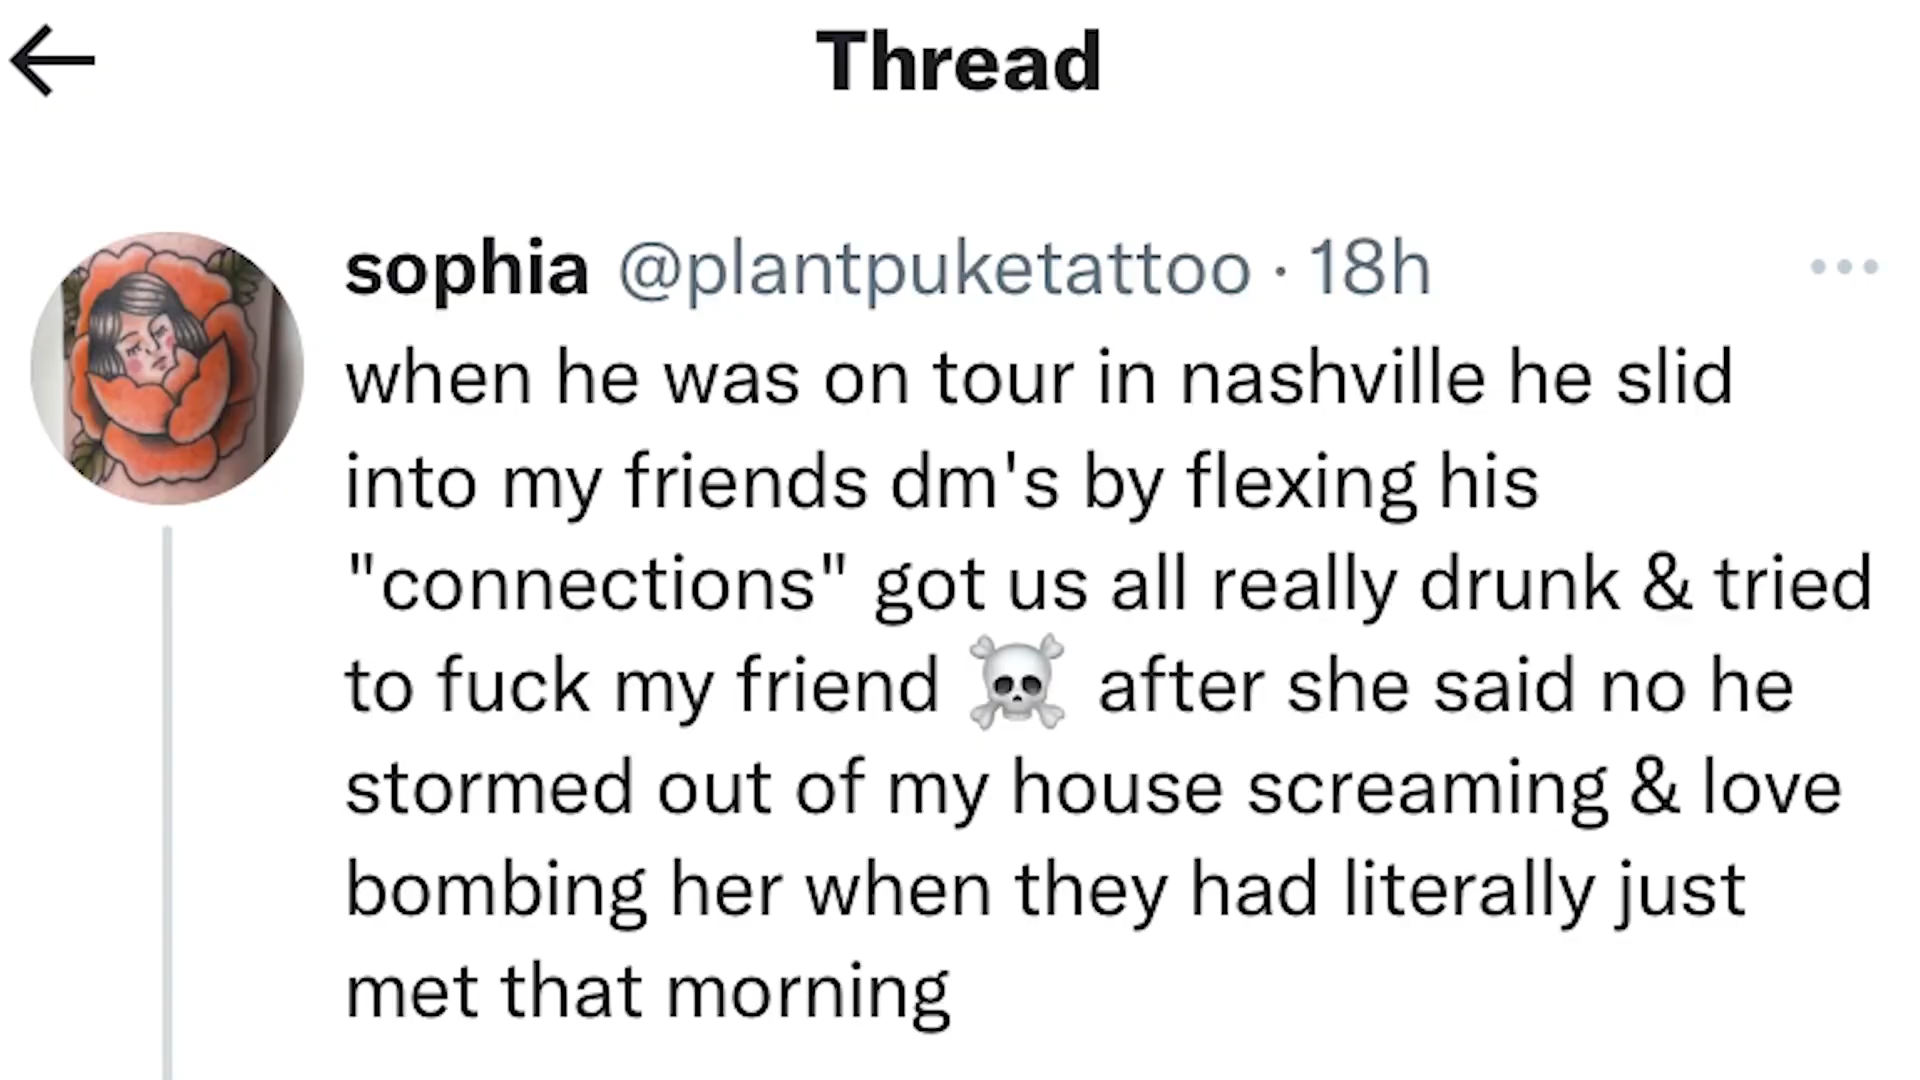 Thread
sophia @plantpuketattoo · 18h
when he was on tour in nashville he slid
into my friends dm's by flexing his
"connections" got us all really drunk & tried
to fuck my friend ☠️ after she said no he
stormed out of my house screaming & love
bombing her when they had literally just
met that morning